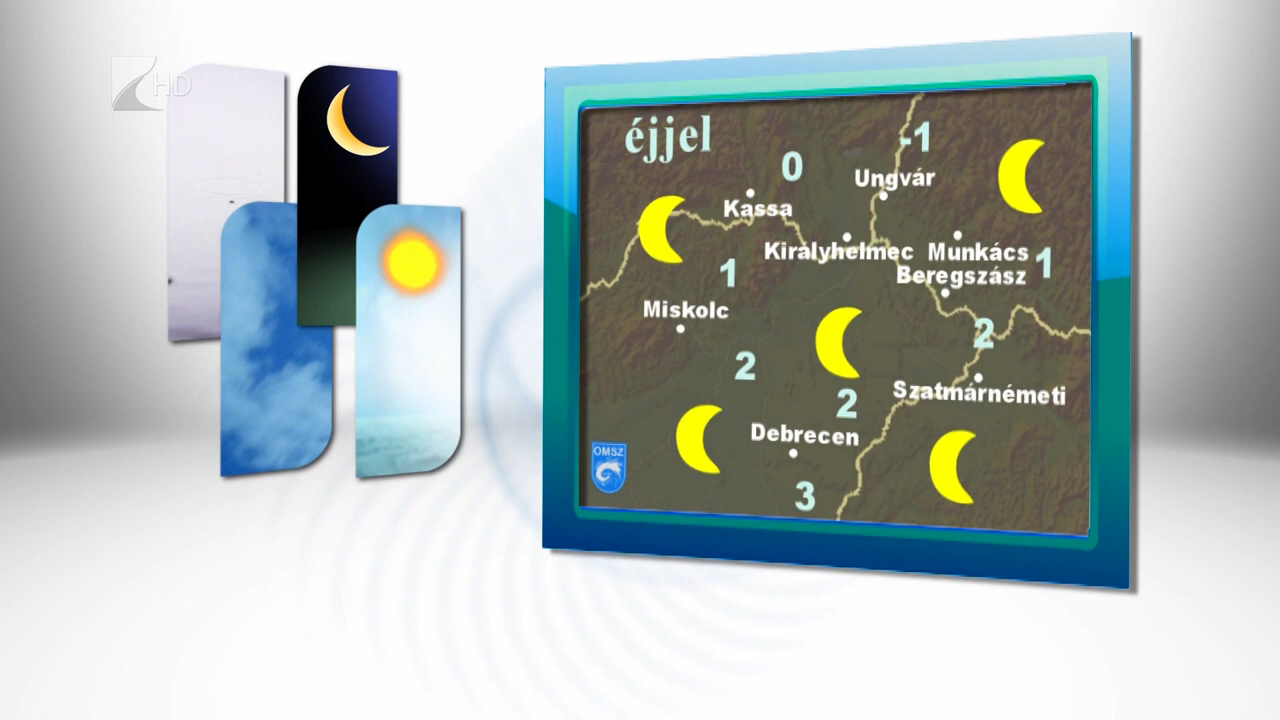 HD
éjjel
-1
0
Ungvár
Kassa
Királyhelmec
Munkács
1
1
Beregszász
Miskolc
2
2
Szatmárnémeti
2
Debrecen
OMSZ
3